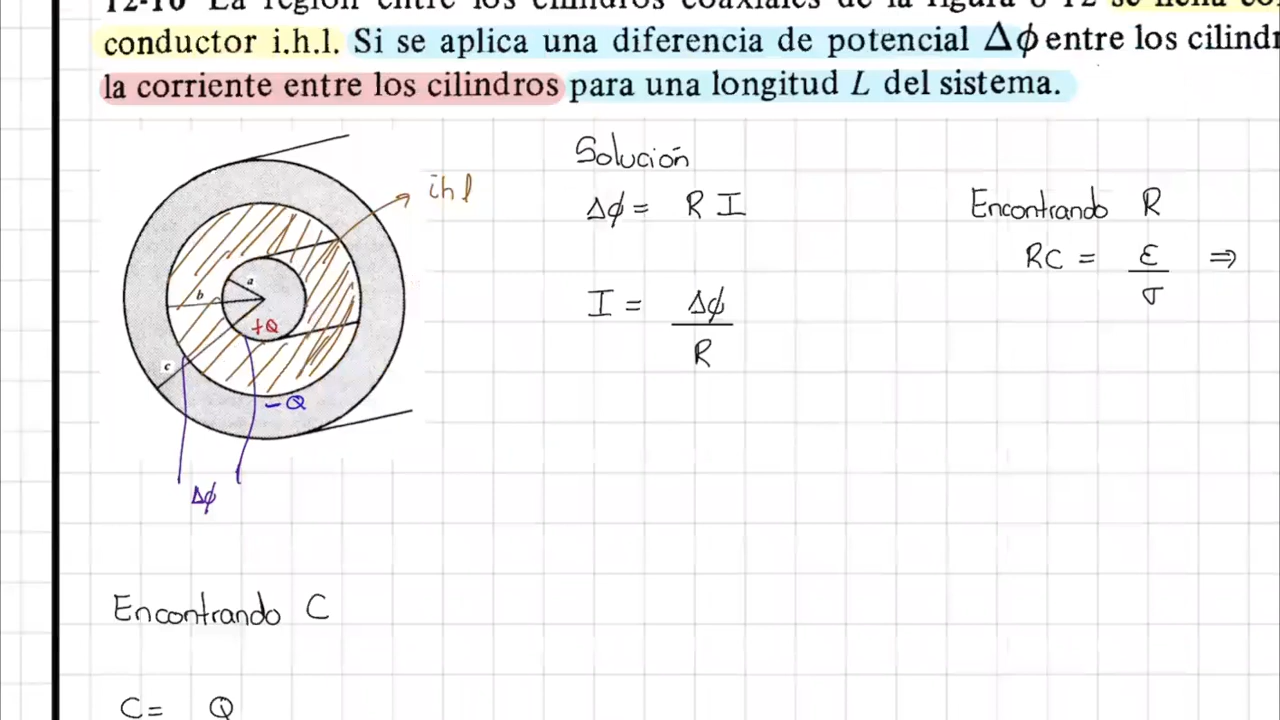 conductor i.h.l. Si se aplica una diferencia de potencial Δϕ entre los
la corriente entre los cilindros para una longitud L del sistema.
Solución
ihl
Δϕ = R I
Encontrando R
RC = ε/σ ⇒
I = Δϕ/R
a
b
+Q
c
-Q
Δϕ
Encontrando C
C = Q